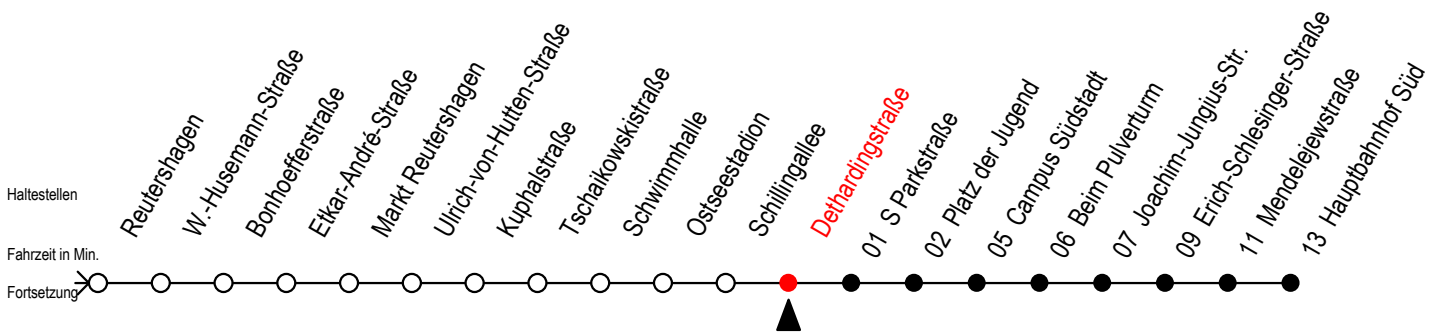 Haltestellen
Reutershagen
W.-Husemann-Straße
Bonhoefferstraße
Etkar-André-Straße
Markt Reutershagen
Ulrich-von-Hutten-Straße
Kuphalstraße
Tschaikowskistraße
Schwimmhalle
Ostseestadion
Schillingallee
Dethardingstraße
01 S Parkstraße
02 Platz der Jugend
05 Campus Südstadt
06 Beim Pulverturm
07 Joachim-Jungius-Str.
09 Erich-Schlesinger-Straße
11 Mendelejewstraße
13 Hauptbahnhof Süd
Fahrzeit in Min.
Fortsetzung